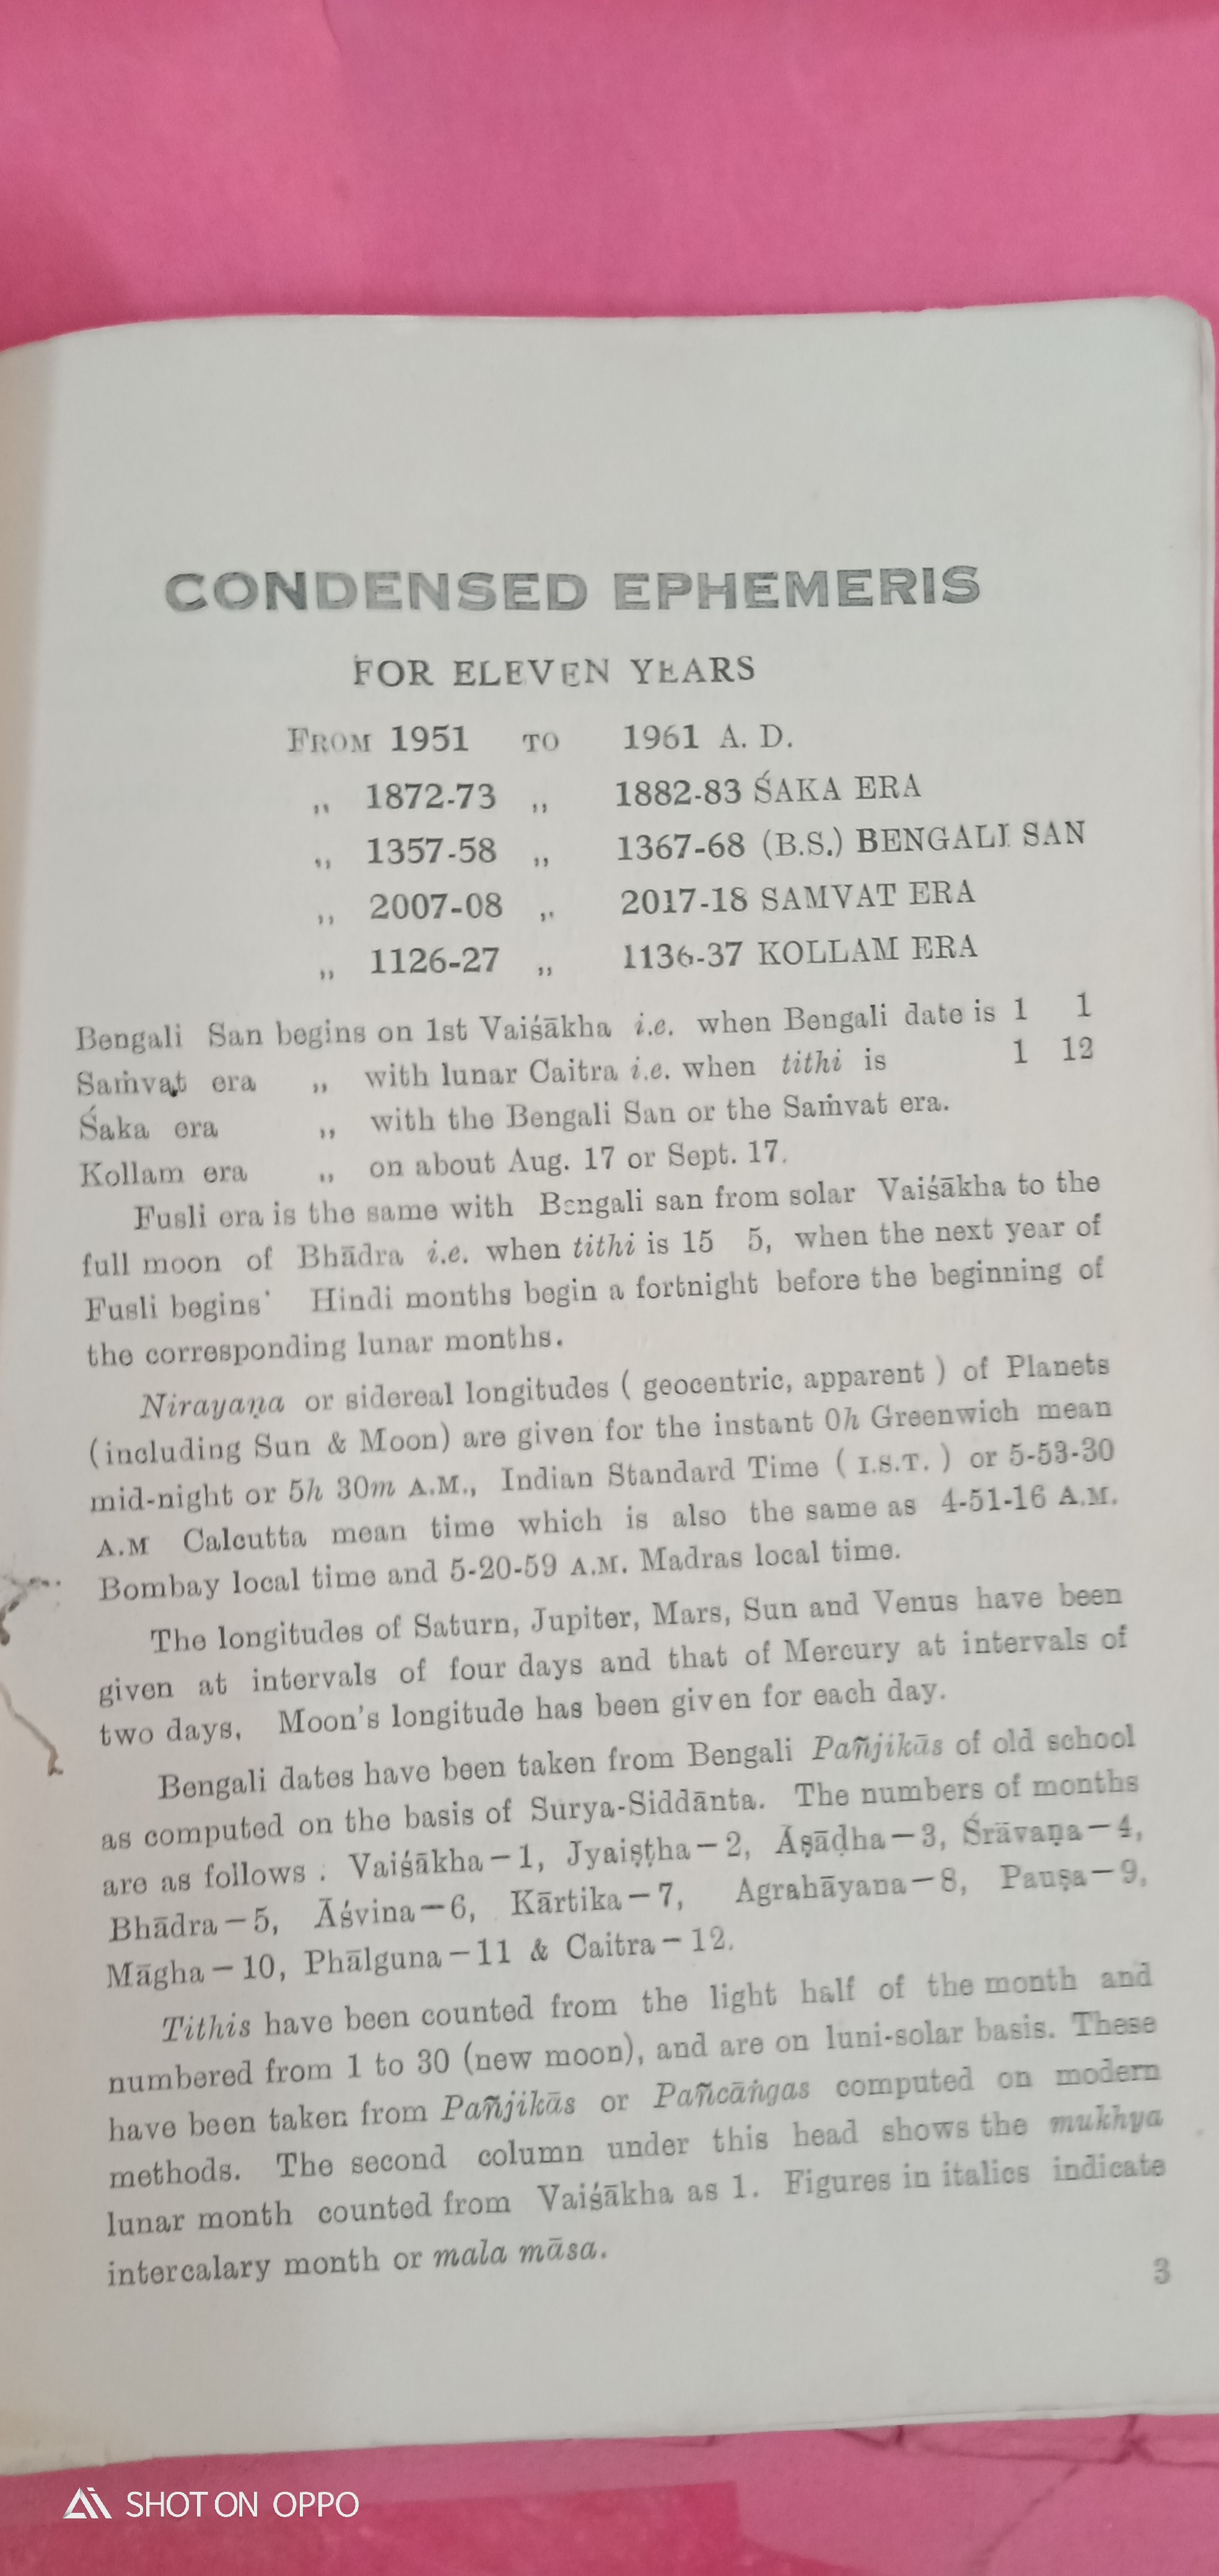 CONDENSED EPHEMERIS
FOR ELEVEN YEARS
FROM 1951 TO 1961 A. D.
,, 1872-73 ,, 1882-83 ŚAKA ERA
,, 1357-58 ,, 1367-68 (B.S.) BENGALI SAN
,, 2007-08 ,, 2017-18 SAMVAT ERA
,, 1126-27 ,, 1136-37 KOLLAM ERA
Bengali San begins on 1st Vaiśākha i.e. when Bengali date is 1 1
Saṁvat era ,, with lunar Caitra i.e. when tithi is 1 12
Śaka era ,, with the Bengali San or the Saṁvat era.
Kollam era ,, on about Aug. 17 or Sept. 17.
Fusli era is the same with Bengali san from solar Vaiśākha to the
full moon of Bhādra i.e. when tithi is 15 5, when the next year of
Fusli begins· Hindi months begin a fortnight before the beginning of
the corresponding lunar months.
Nirayaṇa or sidereal longitudes ( geocentric, apparent ) of Planets
(including Sun & Moon) are given for the instant 0h Greenwich mean
mid-night or 5h 30m A.M., Indian Standard Time ( I.S.T. ) or 5-53-30
A.M Calcutta mean time which is also the same as 4-51-16 A.M.
Bombay local time and 5-20-59 A.M. Madras local time.
The longitudes of Saturn, Jupiter, Mars, Sun and Venus have been
given at intervals of four days and that of Mercury at intervals of
two days, Moon's longitude has been given for each day.
Bengali dates have been taken from Bengali Pañjikās of old school
as computed on the basis of Surya-Siddānta. The numbers of months
are as follows : Vaiśākha—1, Jyaiṣṭha—2, Āṣāḍha—3, Śrāvaṇa—4,
Bhādra—5, Āśvina—6, Kārtika—7, Agrahāyana—8, Pauṣa—9,
Māgha—10, Phālguna—11 & Caitra—12.
Tithis have been counted from the light half of the month and
numbered from 1 to 30 (new moon), and are on luni-solar basis. These
have been taken from Pañjikās or Pañcāṅgas computed on modern
methods. The second column under this head shows the mukhya
lunar month counted from Vaiśākha as 1. Figures in italics indicate
intercalary month or mala māsa.
3
SHOT ON OPPO